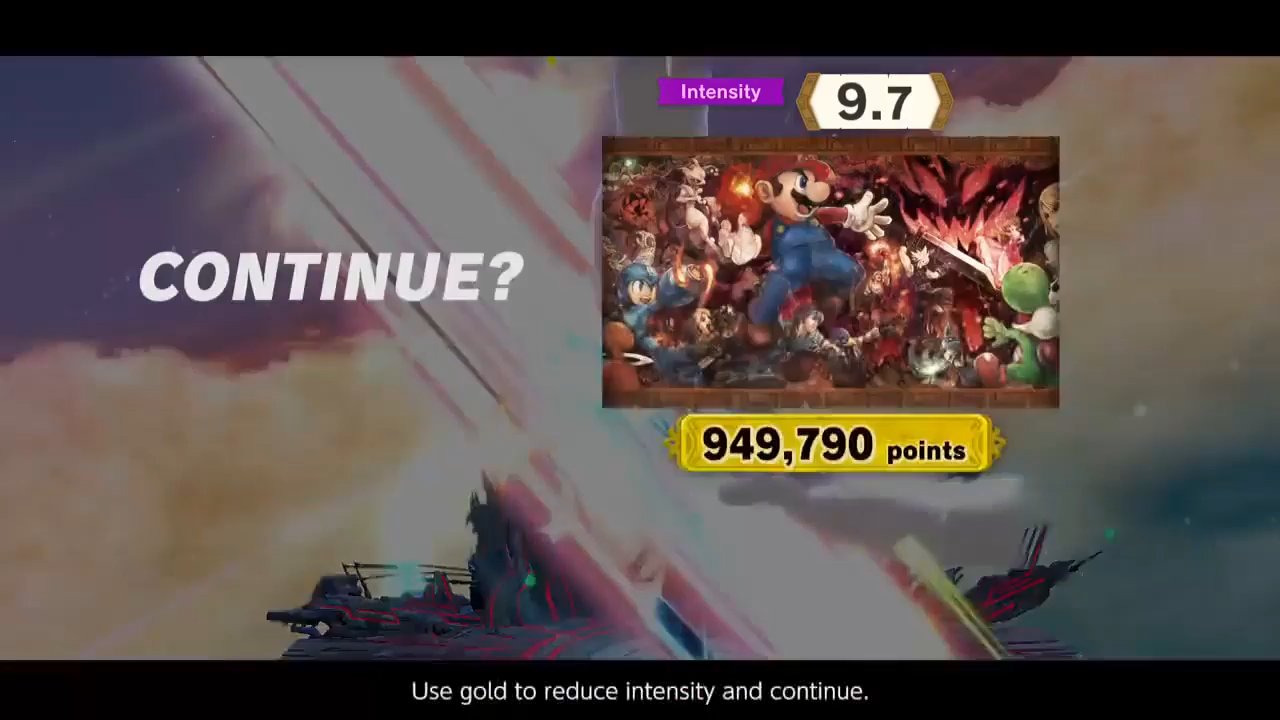 Intensity
9.7
CONTINUE?
949,790 points
Use gold to reduce intensity and continue.